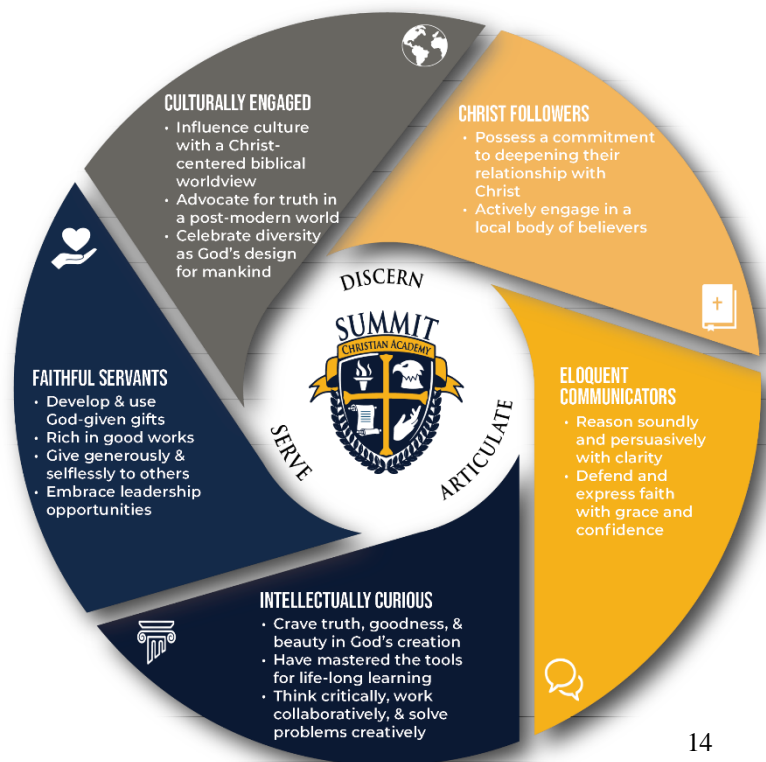 CULTURALLY ENGAGED
• Influence culture
with a Christ-
centered biblical
worldview
• Advocate for truth in
a post-modern world
• Celebrate diversity
as God's design
for mankind
CHRIST FOLLOWERS
• Possess a commitment
to deepening their
relationship with
Christ
• Actively engage in a
local body of believers
ELOQUENT
COMMUNICATORS
• Reason soundly
and persuasively
with clarity
• Defend and
express faith
with grace and
confidence
INTELLECTUALLY CURIOUS
• Crave truth, goodness, &
beauty in God's creation
• Have mastered the tools
for life-long learning
• Think critically, work
collaboratively, & solve
problems creatively
FAITHFUL SERVANTS
• Develop & use
God-given gifts
• Rich in good works
• Give generously &
selflessly to others
• Embrace leadership
opportunities
DISCERN
SUMMIT
CHRISTIAN ACADEMY
ARTICULATE
SERVE
14